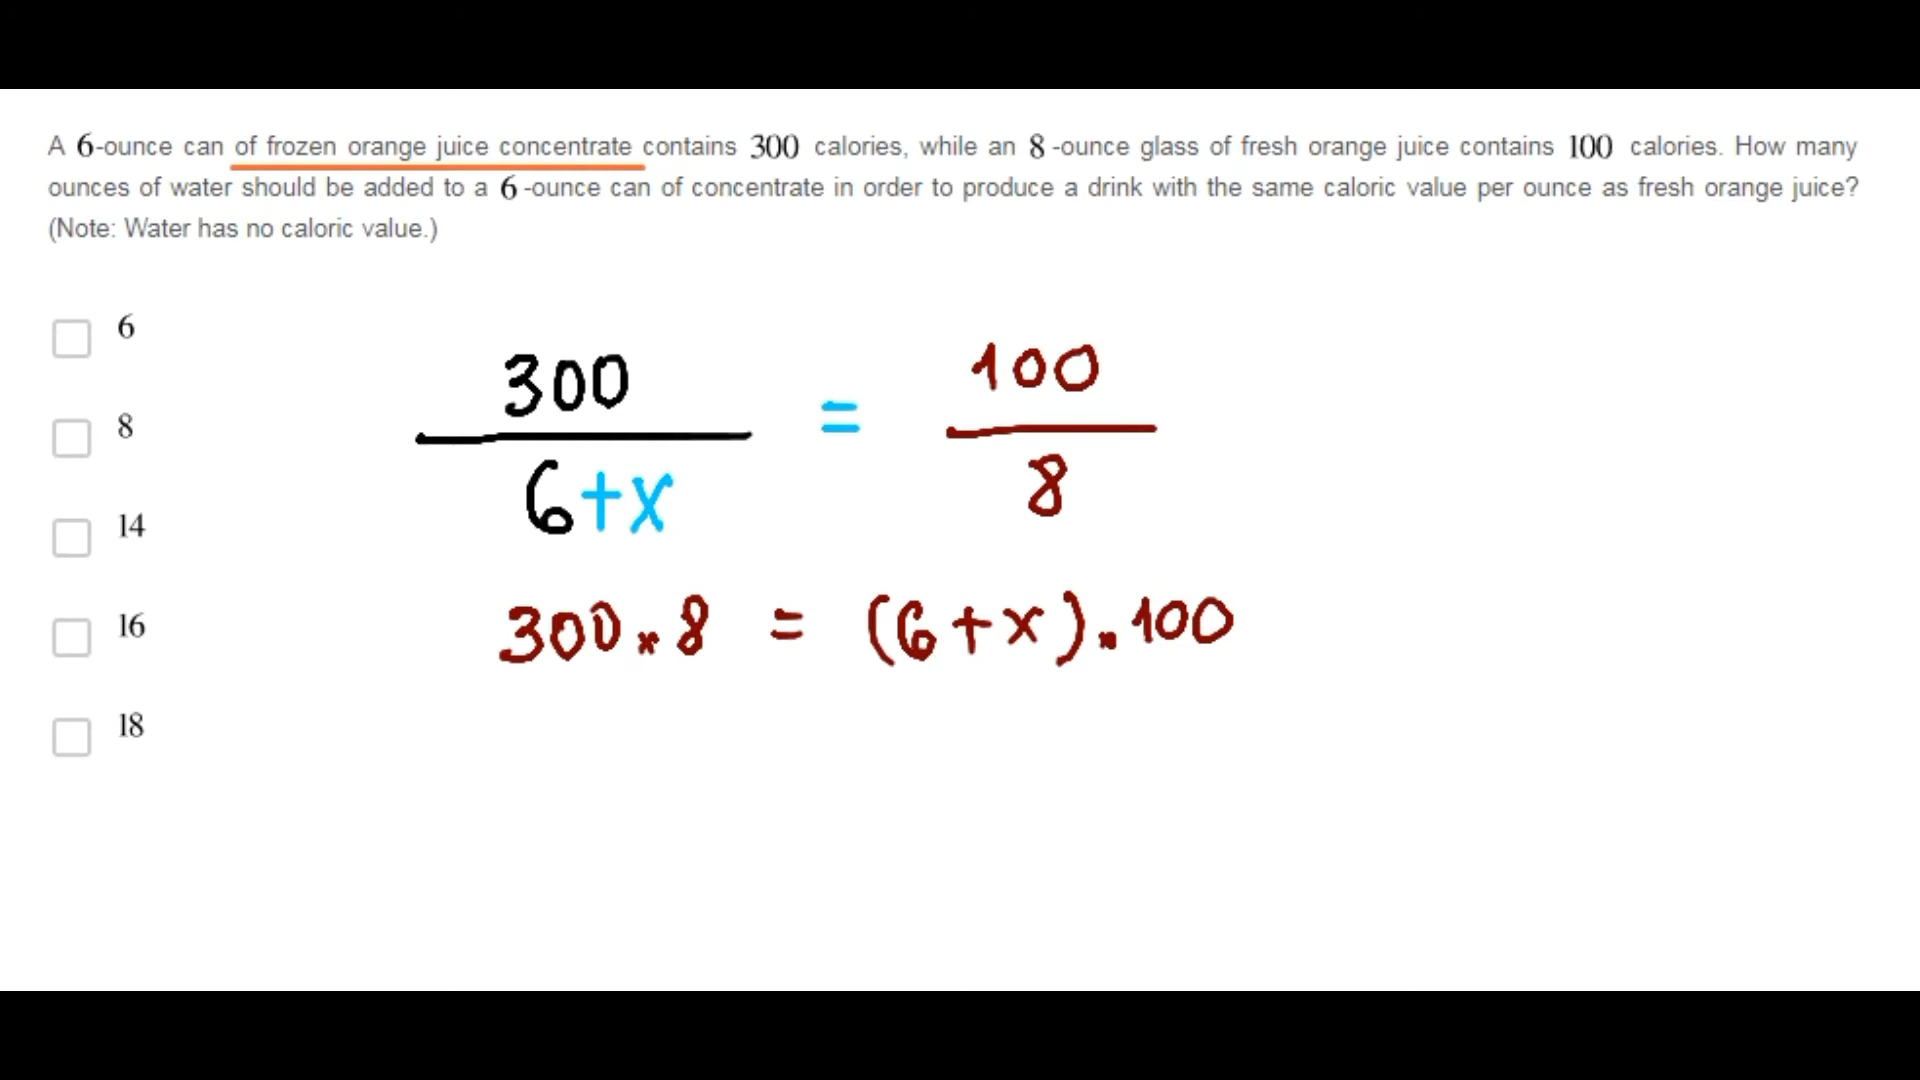 A 6-ounce can of frozen orange juice concentrate contains 300 calories, while an 8 -ounce glass of fresh orange juice contains 100 calories. How many
ounces of water should be added to a 6 -ounce can of concentrate in order to produce a drink with the same caloric value per ounce as fresh orange juice?
(Note: Water has no caloric value.)
6
8
14
16
18
300 = 100
6+x 8
300 * 8 = (6+x) * 100